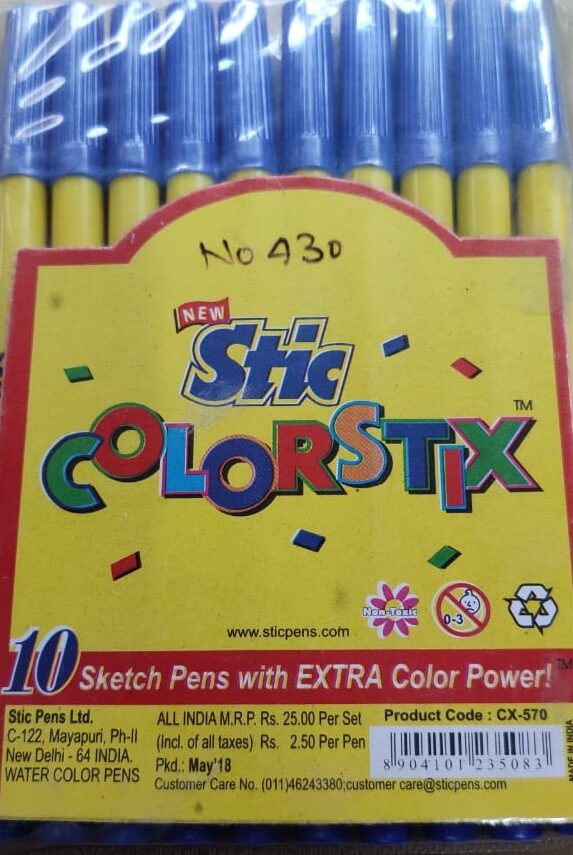 No 430
NEW
Stic
COLORSTIX™
Non-Toxic
0-3
www.sticpens.com
10 Sketch Pens with EXTRA Color Power!™
Stic Pens Ltd.
C-122, Mayapuri, Ph-II
New Delhi - 64 INDIA.
WATER COLOR PENS
ALL INDIA M.R.P. Rs. 25.00 Per Set
(Incl. of all taxes) Rs. 2.50 Per Pen
Pkd.: May'18
Customer Care No. (011)46243380;customer care@sticpens.com
Product Code : CX-570
8 904101 235083
MADE IN INDIA